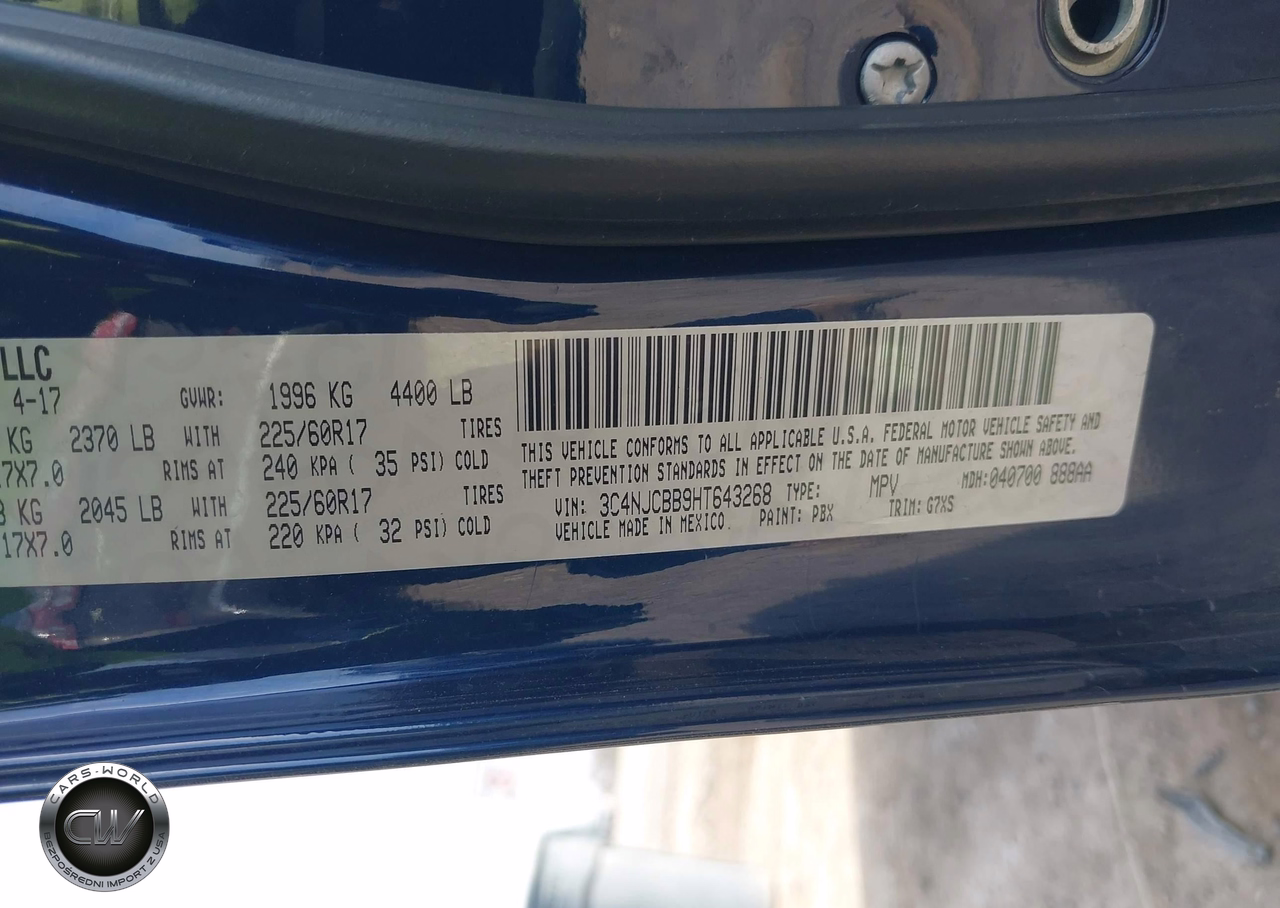 LLC
4-17 GVWR: 1996 KG 4400 LB
KG 2370 LB WITH 225/60R17 TIRES
7X7.0 RIMS AT 240 KPA ( 35 PSI) COLD
KG 2045 LB WITH 225/60R17 TIRES
17X7.0 RIMS AT 220 KPA ( 32 PSI) COLD
THIS VEHICLE CONFORMS TO ALL APPLICABLE U.S.A. FEDERAL MOTOR VEHICLE SAFETY AND
THEFT PREVENTION STANDARDS IN EFFECT ON THE DATE OF MANUFACTURE SHOWN ABOVE.
VIN: 3C4NJCBB9HT643268 TYPE: MPV MDH:040700 888AA
VEHICLE MADE IN MEXICO. PAINT: PBX TRIM: G7XS
CARS-WORLD
CW
BEZPOŚREDNI IMPORT Z USA